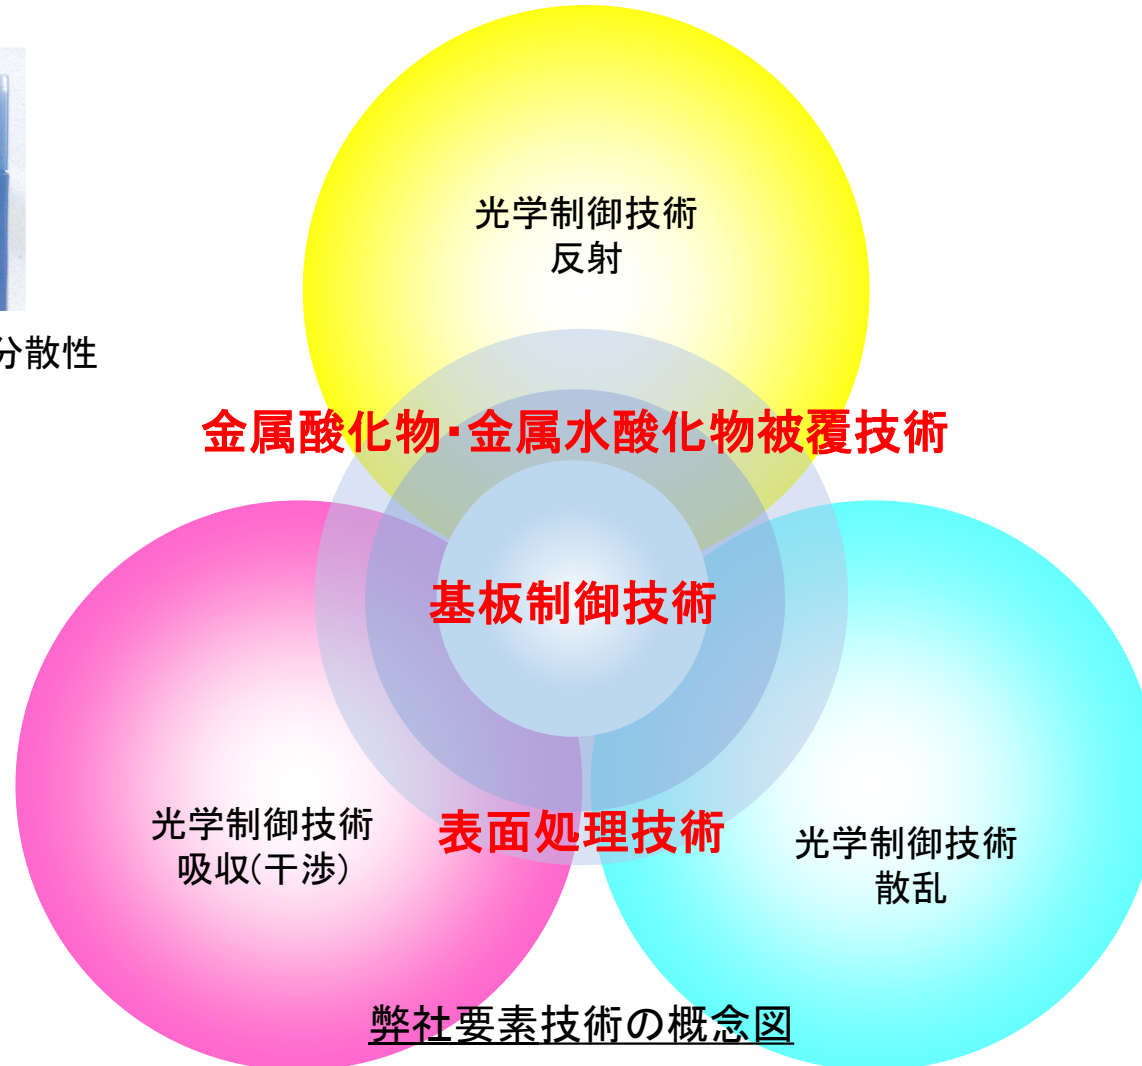 光学制御技術
反射
分散性
金属酸化物・金属水酸化物被覆技術
基板制御技術
表面処理技術
光学制御技術
吸収(干渉)
光学制御技術
散乱
弊社要素技術の概念図